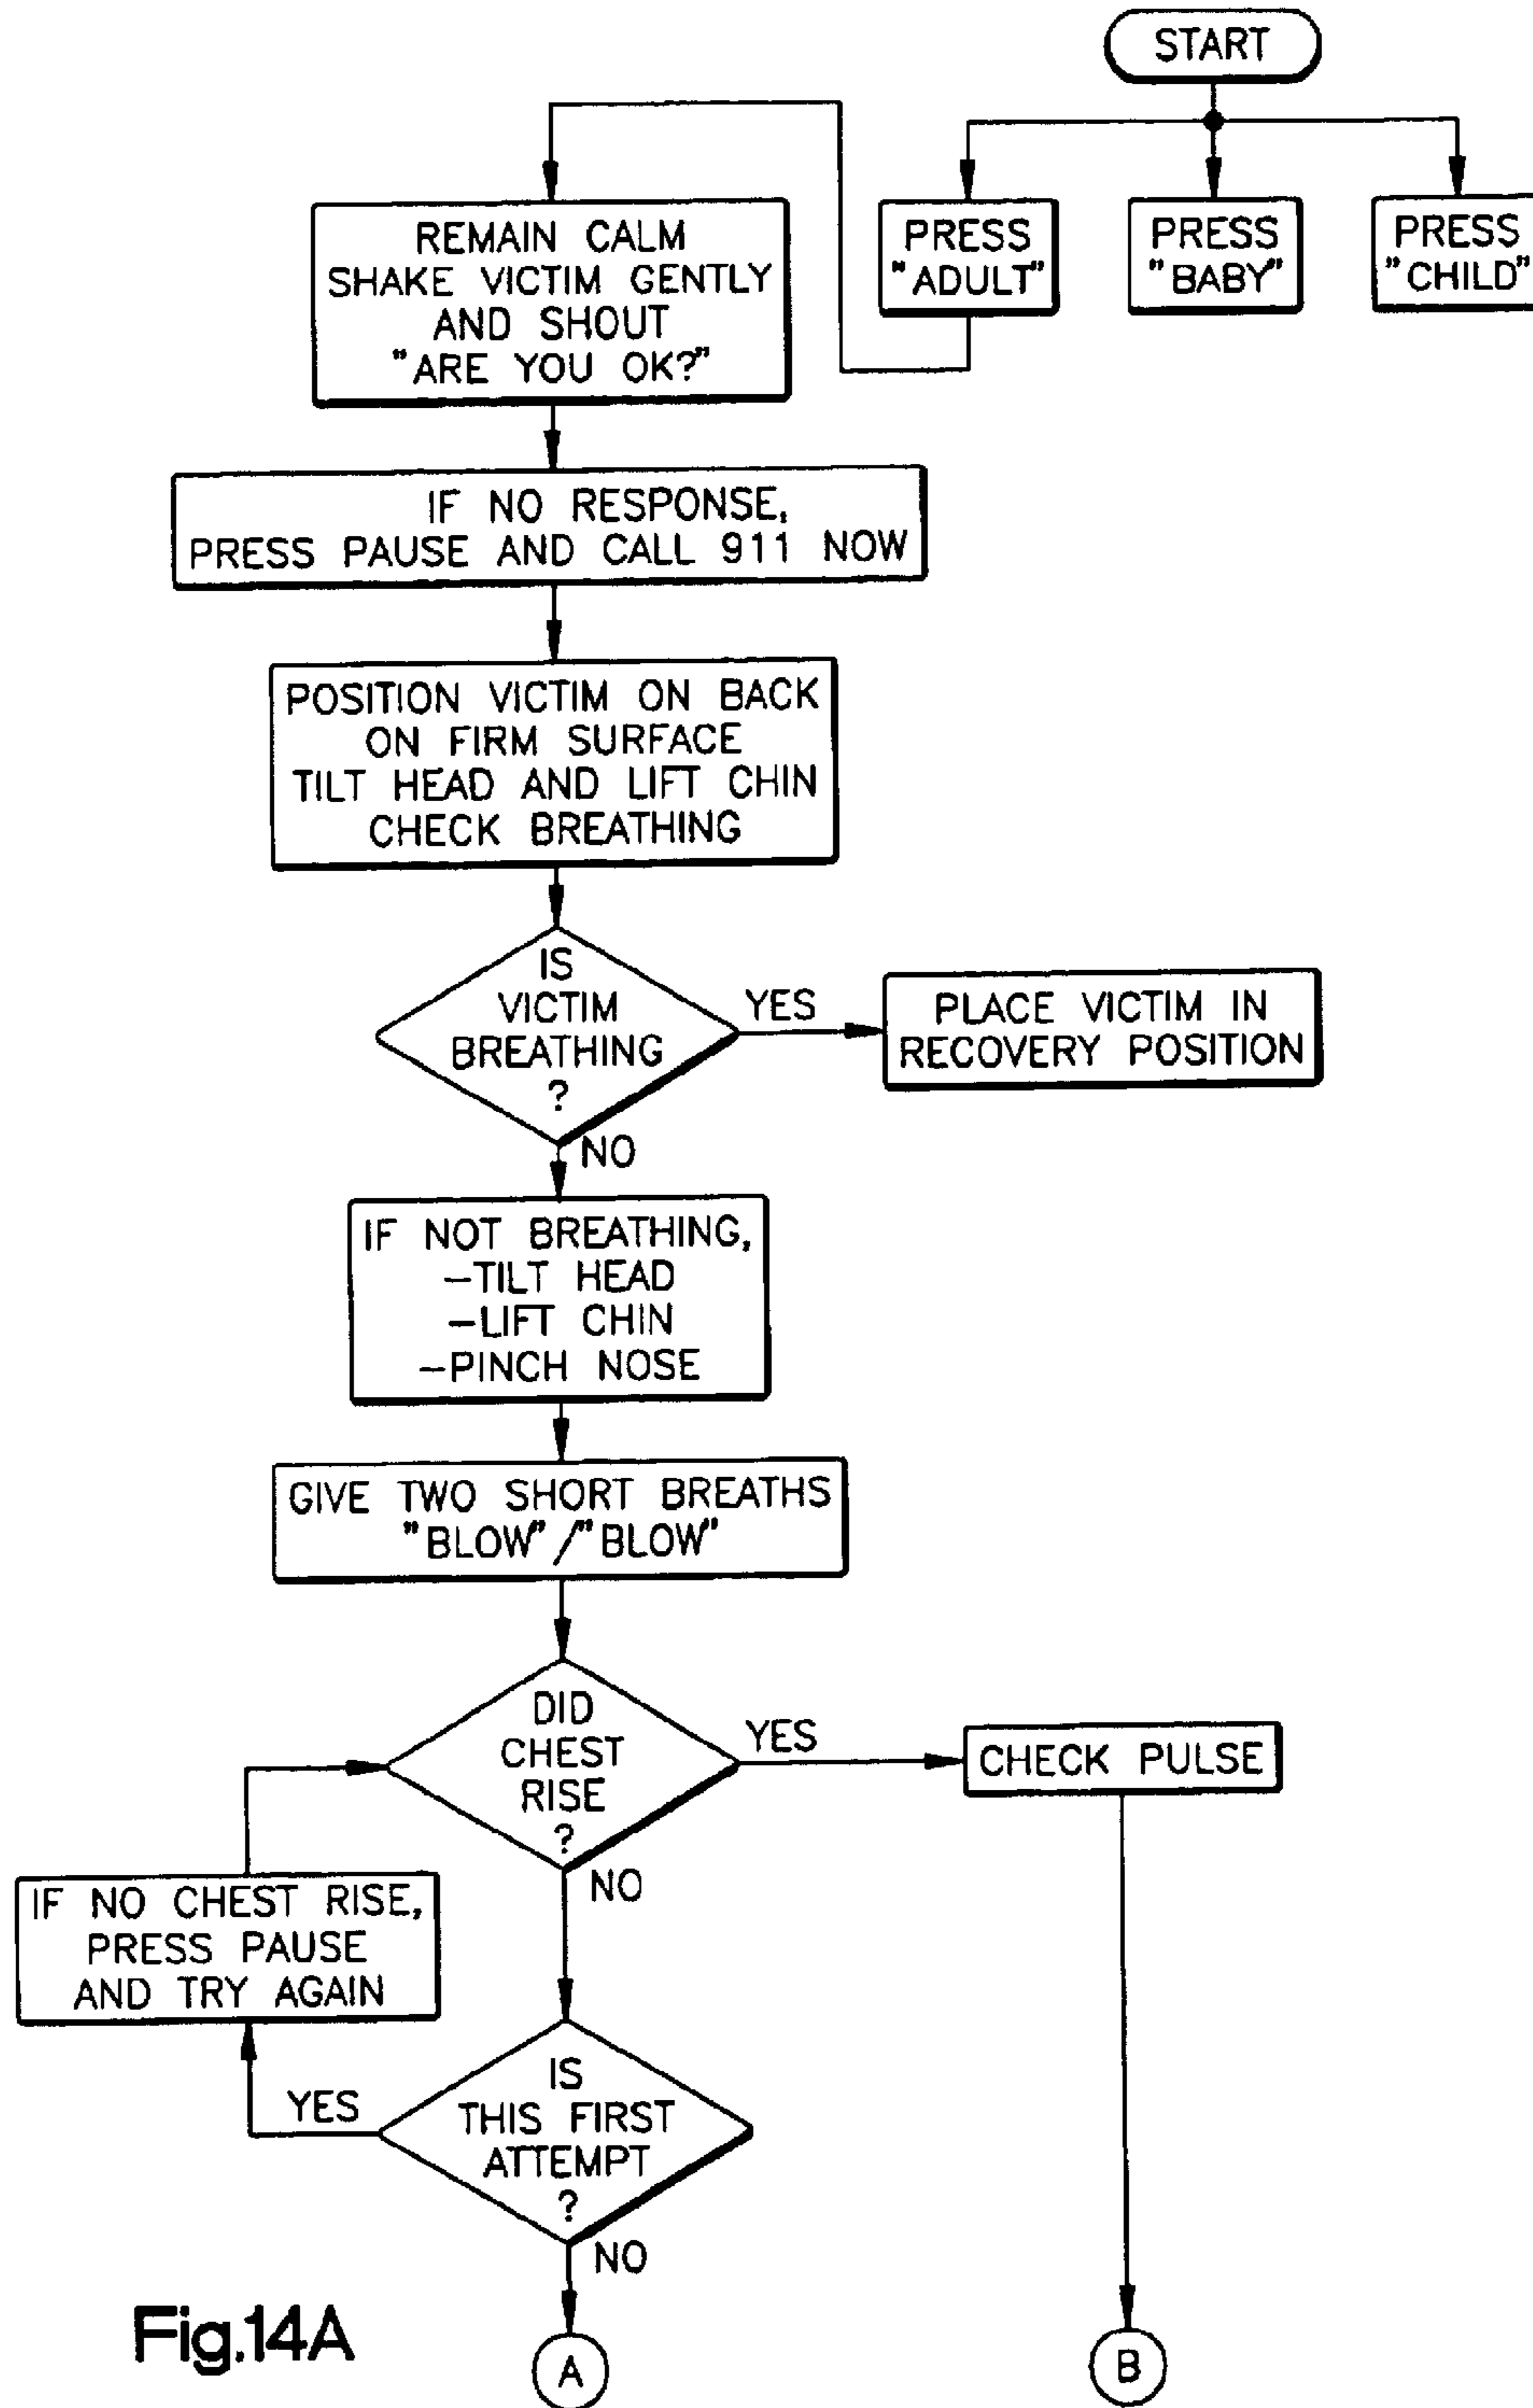 START
PRESS
"ADULT"
PRESS
"BABY"
PRESS
"CHILD"
REMAIN CALM
SHAKE VICTIM GENTLY
AND SHOUT
"ARE YOU OK?"
IF NO RESPONSE,
PRESS PAUSE AND CALL 911 NOW
POSITION VICTIM ON BACK
ON FIRM SURFACE
TILT HEAD AND LIFT CHIN
CHECK BREATHING
IS
VICTIM
BREATHING
?
YES
PLACE VICTIM IN
RECOVERY POSITION
NO
IF NOT BREATHING,
-TILT HEAD
-LIFT CHIN
-PINCH NOSE
GIVE TWO SHORT BREATHS
"BLOW"/"BLOW"
DID
CHEST
RISE
?
YES
CHECK PULSE
NO
IF NO CHEST RISE,
PRESS PAUSE
AND TRY AGAIN
YES
IS
THIS FIRST
ATTEMPT
?
NO
A
B
Fig.14A